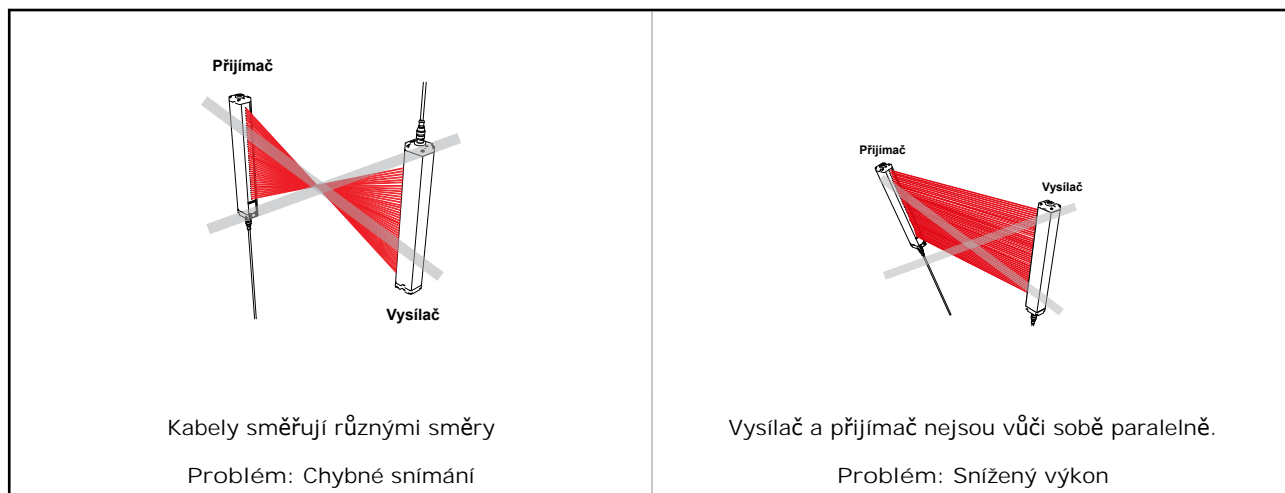 Přijímač
Vysílač
Kabely směřují různými směry
Problém: Chybné snímání
Přijímač
Vysílač
Vysílač a přijímač nejsou vůči sobě paralelně.
Problém: Snížený výkon